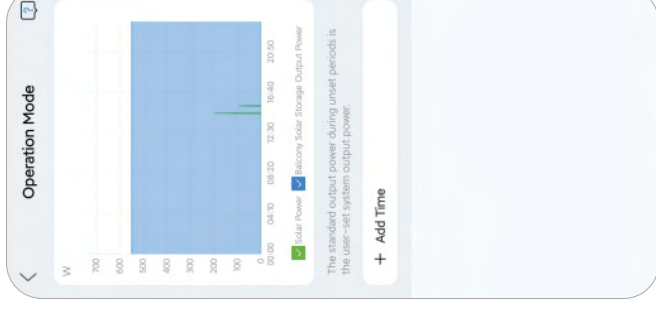 Operation Mode
?
W
700
600
500
400
300
200
100
0
00:00 04:10 08:20 12:30 16:40 20:50
Solar Power Balcony Solar Storage Output Power
The standard output power during unset periods is
the user-set system output power.
+ Add Time